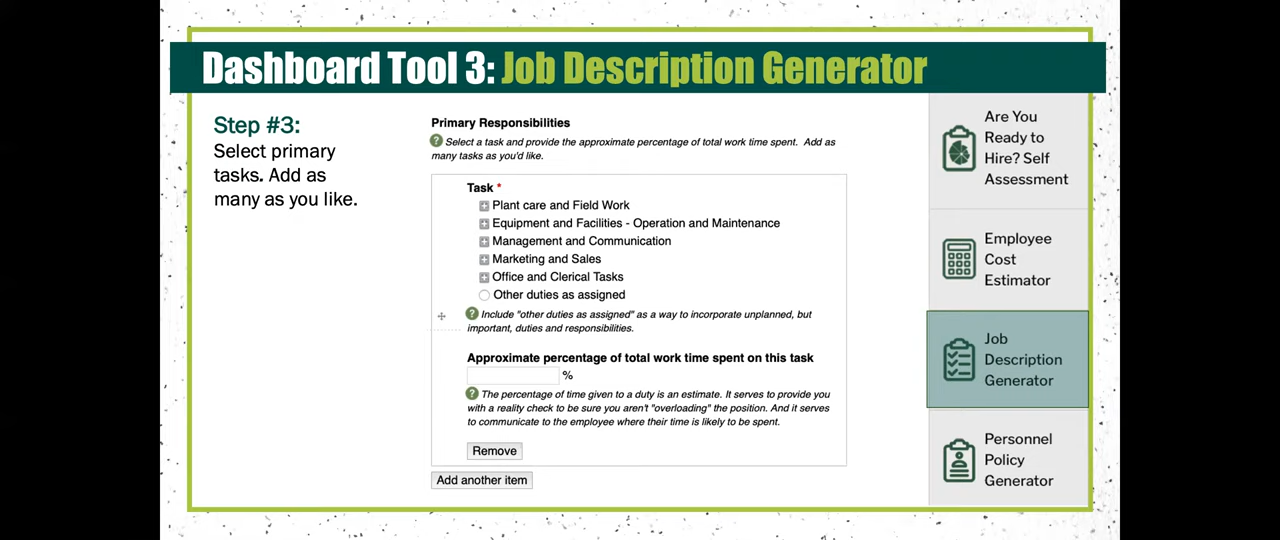 Dashboard Tool 3: Job Description Generator
Step #3:
Select primary
tasks. Add as
many as you like.
Primary Responsibilities
Select a task and provide the approximate percentage of total work time spent. Add as
many tasks as you'd like.
Task *
Plant care and Field Work
Equipment and Facilities - Operation and Maintenance
Management and Communication
Marketing and Sales
Office and Clerical Tasks
Other duties as assigned
Include "other duties as assigned" as a way to incorporate unplanned, but
important, duties and responsibilities.
Approximate percentage of total work time spent on this task
%
The percentage of time given to a duty is an estimate. It serves to provide you
with a reality check to be sure you aren't "overloading" the position. And it serves
to communicate to the employee where their time is likely to be spent.
Remove
Add another item
Are You
Ready to
Hire? Self
Assessment
Employee
Cost
Estimator
Job
Description
Generator
Personnel
Policy
Generator